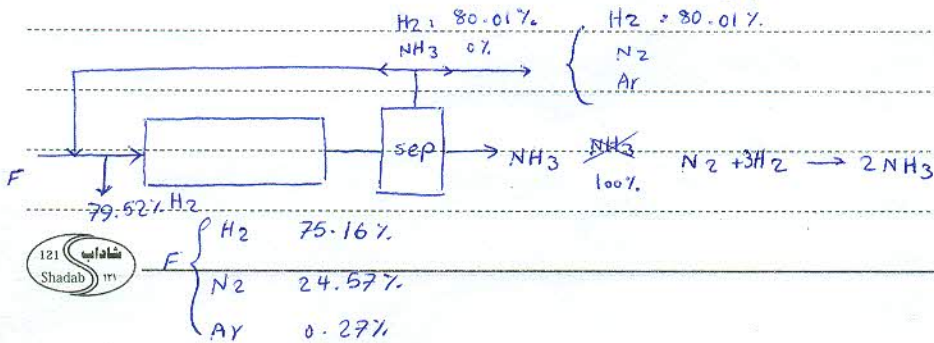 H2: 80.01%
NH3 0%
H2: 80.01%
N2
Ar
F
sep
NH3
NH3
100%
N2 + 3H2 → 2NH3
79.52% H2
F
H2 75.16%
N2 24.57%
Ar 0.27%
121 شاداب
Shadab ۱۲۱